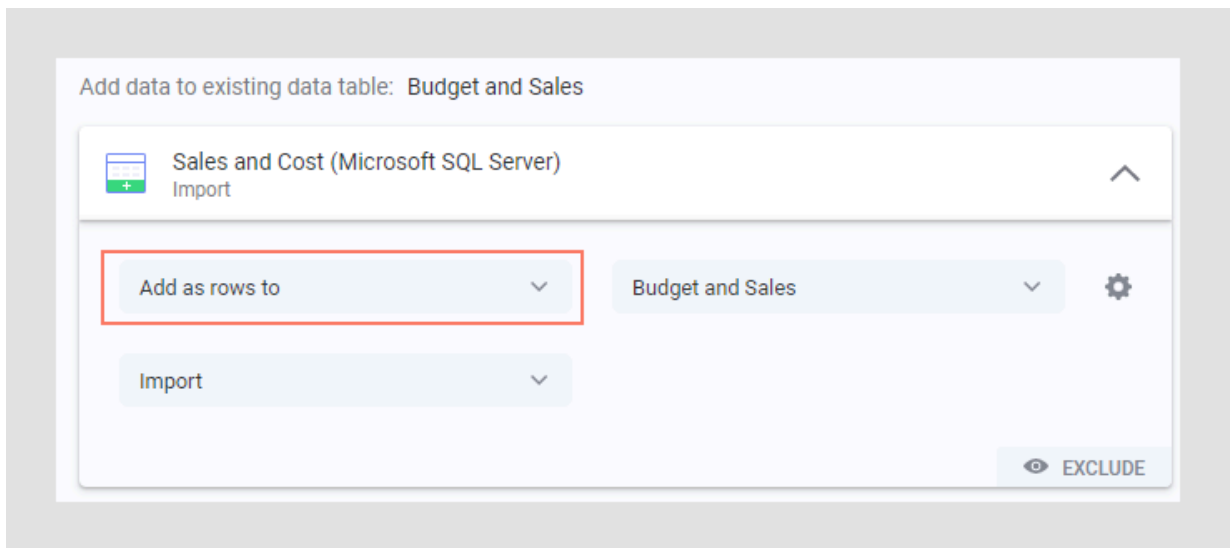 Add data to existing data table: Budget and Sales
Sales and Cost (Microsoft SQL Server)
Import
Add as rows to
Budget and Sales
Import
EXCLUDE